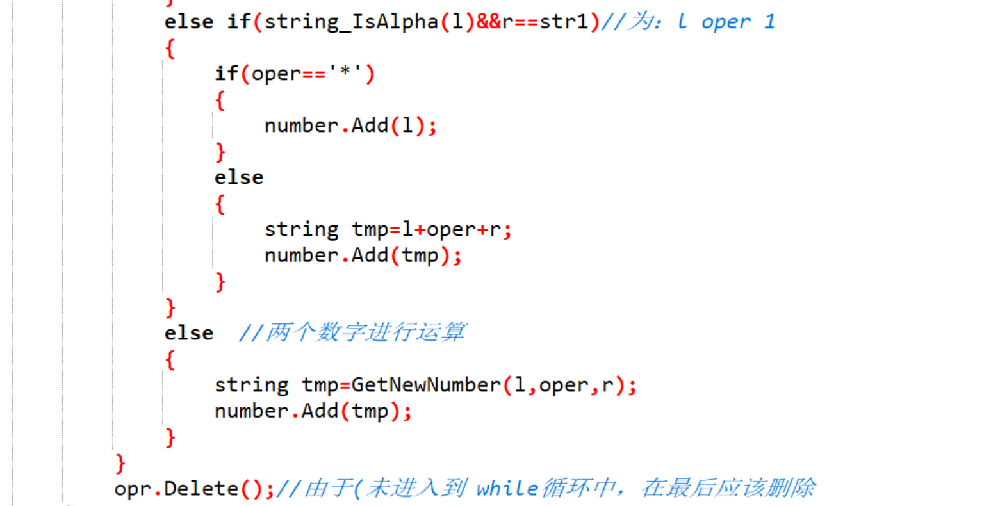 }
else if(string_IsAlpha(l)&&r==str1)//为：l oper 1
{
if(oper=='*')
{
number.Add(l);
}
else
{
string tmp=l+oper+r;
number.Add(tmp);
}
}
else //两个数字进行运算
{
string tmp=GetNewNumber(l,oper,r);
number.Add(tmp);
}
}
opr.Delete();//由于(未进入到 while循环中，在最后应该删除